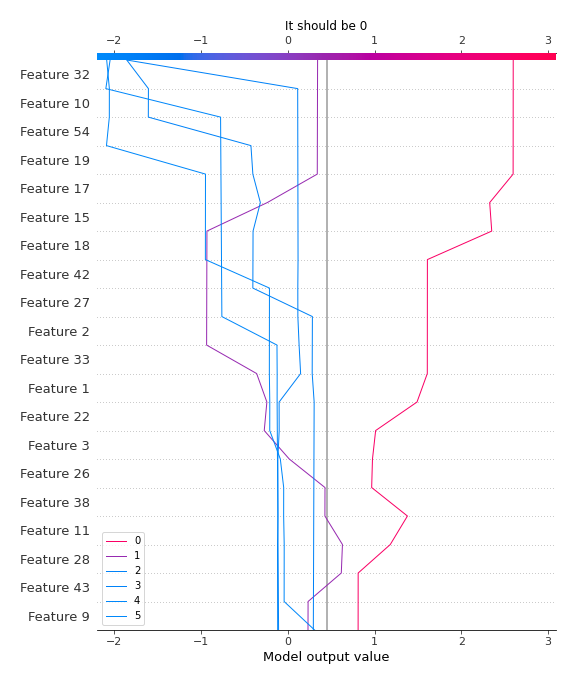 It should be 0
−2 −1 0 1 2 3
Feature 32
Feature 10
Feature 54
Feature 19
Feature 17
Feature 15
Feature 18
Feature 42
Feature 27
Feature 2
Feature 33
Feature 1
Feature 22
Feature 3
Feature 26
Feature 38
Feature 11
Feature 28
Feature 43
Feature 9
0
1
2
3
4
5
−2 −1 0 1 2 3
Model output value